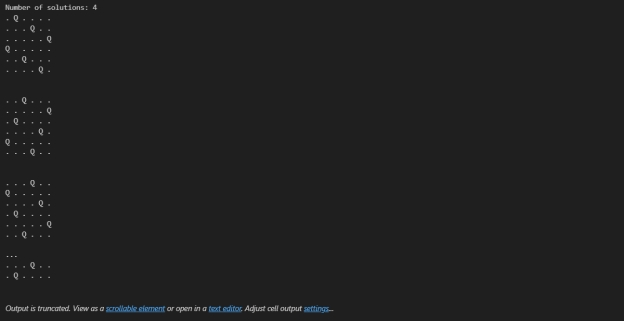 Number of solutions: 4
. Q . . . .
. . . Q . .
. . . . . Q
Q . . . . .
. . Q . . .
. . . . Q .
. . Q . . .
. . . . . Q
. Q . . . .
. . . . Q .
Q . . . . .
. . . Q . .
. . . Q . .
Q . . . . .
. . . . Q .
. Q . . . .
. . . . . Q
. . Q . . .
...
. . . Q . .
. Q . . . .
Output is truncated. View as a scrollable element or open in a text editor. Adjust cell output settings...